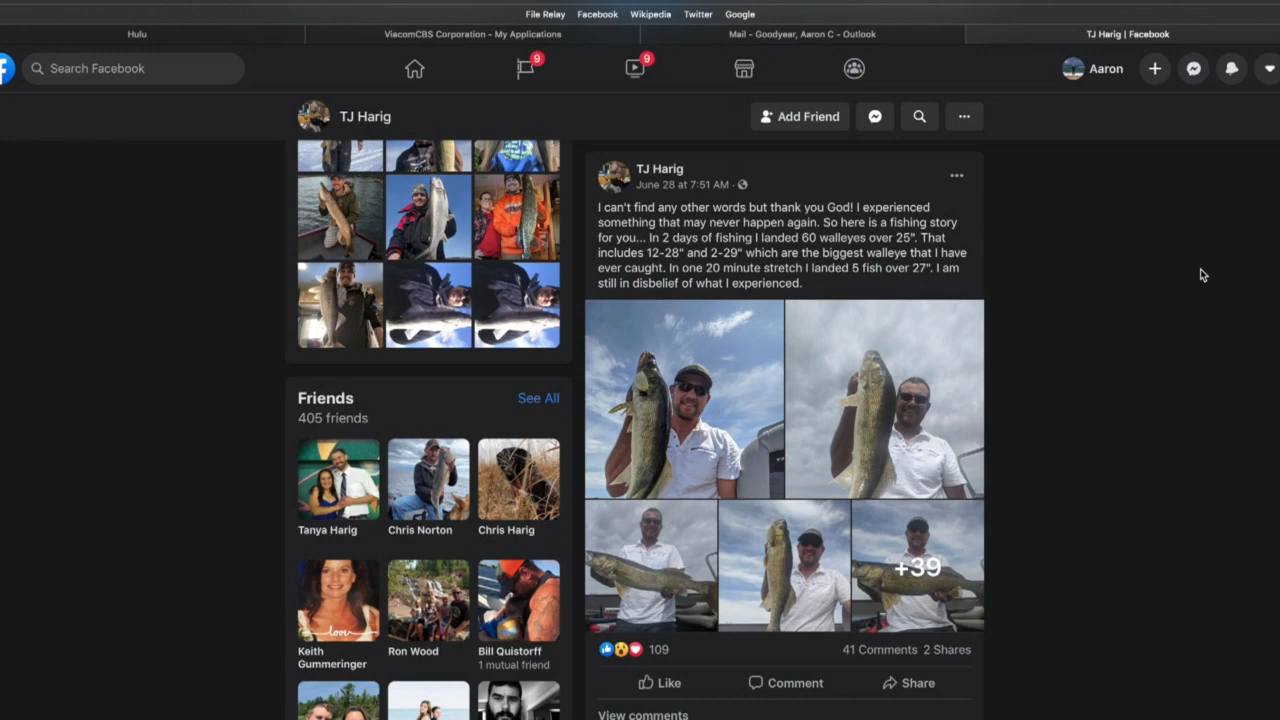 File Relay Facebook Wikipedia Twitter Google
Hulu
ViacomCBS Corporation - My Applications
Mail - Goodyear, Aaron C - Outlook
TJ Harig | Facebook
Search Facebook
9
9
Aaron
TJ Harig
Add Friend
TJ Harig
June 28 at 7:51 AM ·
I can't find any other words but thank you God! I experienced
something that may never happen again. So here is a fishing story
for you... In 2 days of fishing I landed 60 walleyes over 25". That
includes 12-28" and 2-29" which are the biggest walleye that I have
ever caught. In one 20 minute stretch I landed 5 fish over 27". I am
still in disbelief of what I experienced.
+39
109
41 Comments 2 Shares
Like Comment Share
View comments
Friends
See All
405 friends
Tanya Harig
Chris Norton
Chris Harig
Keith
Gummeringer
Ron Wood
Bill Quistorff
1 mutual friend